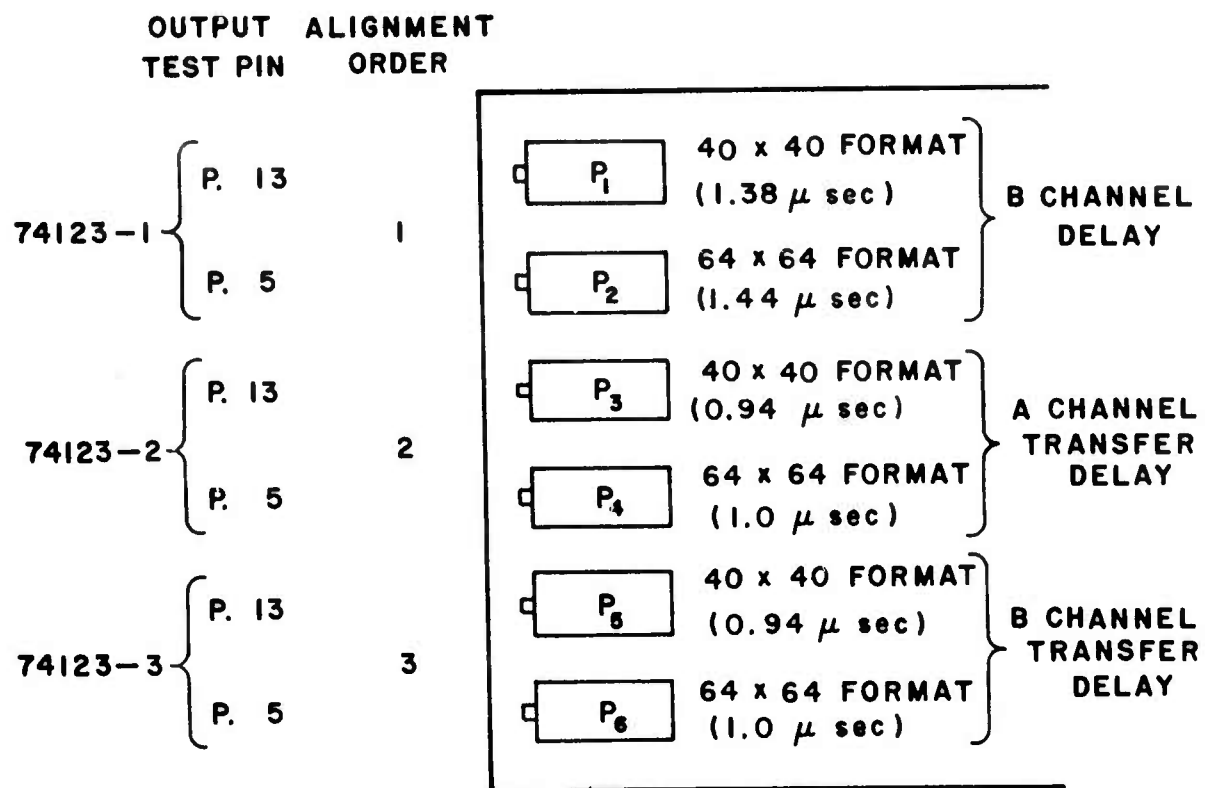 OUTPUT ALIGNMENT
TEST PIN ORDER
74123-1
P. 13
P. 5
1
P1
40 x 40 FORMAT
(1.38 μ sec)
P2
64 x 64 FORMAT
(1.44 μ sec)
B CHANNEL
DELAY
74123-2
P. 13
P. 5
2
P3
40 x 40 FORMAT
(0.94 μ sec)
P4
64 x 64 FORMAT
(1.0 μ sec)
A CHANNEL
TRANSFER
DELAY
74123-3
P. 13
P. 5
3
P5
40 x 40 FORMAT
(0.94 μ sec)
P6
64 x 64 FORMAT
(1.0 μ sec)
B CHANNEL
TRANSFER
DELAY